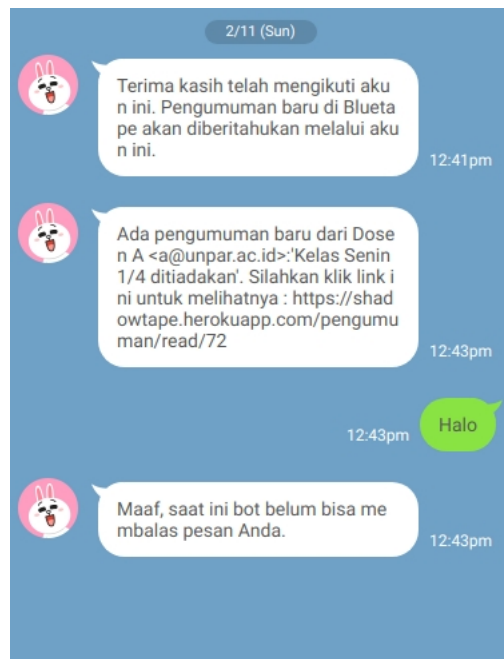 2/11 (Sun)
Terima kasih telah mengikuti aku
n ini. Pengumuman baru di Blueta
pe akan diberitahukan melalui aku
n ini.
12:41pm
Ada pengumuman baru dari Dose
n A <a@unpar.ac.id>:'Kelas Senin
1/4 ditiadakan'. Silahkan klik link i
ni untuk melihatnya : https://shad
owtape.herokuapp.com/pengumu
man/read/72
12:43pm
Halo
12:43pm
Maaf, saat ini bot belum bisa me
mbalas pesan Anda.
12:43pm